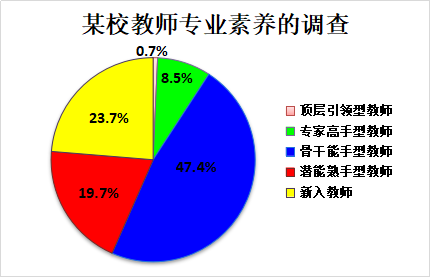 某校教师专业素养的调查
0.7%
8.5%
23.7%
47.4%
19.7%
顶层引领型教师
专家高手型教师
骨干能手型教师
潜能熟手型教师
新入教师